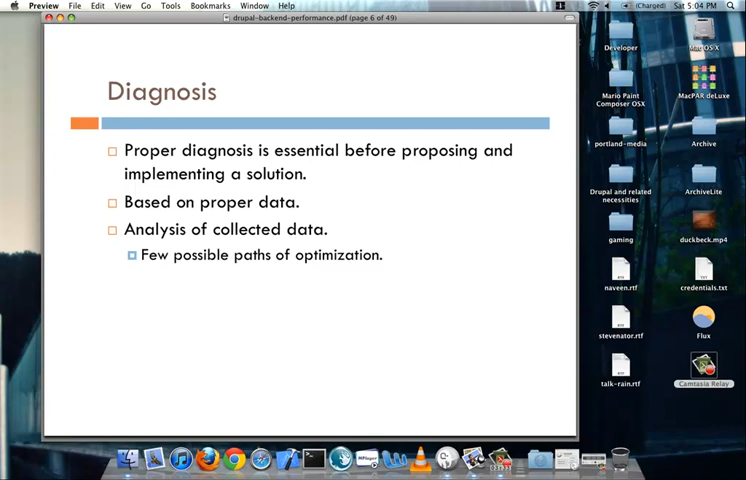 Preview File Edit View Go Tools Bookmarks Window Help
(Charged) Sat 5:04 PM
drupal-backend-performance.pdf (page 6 of 49)
Diagnosis
Proper diagnosis is essential before proposing and
implementing a solution.
Based on proper data.
Analysis of collected data.
Few possible paths of optimization.
Developer
Mac OS X
Mario Paint
Composer OSX
MacPAR deLuxe
portland-media
Archive
Drupal and related
necessities
ArchiveLite
gaming
duckbeck.mp4
naveen.rtf
credentials.txt
stevenator.rtf
Flux
talk-rain.rtf
Camtasia Relay